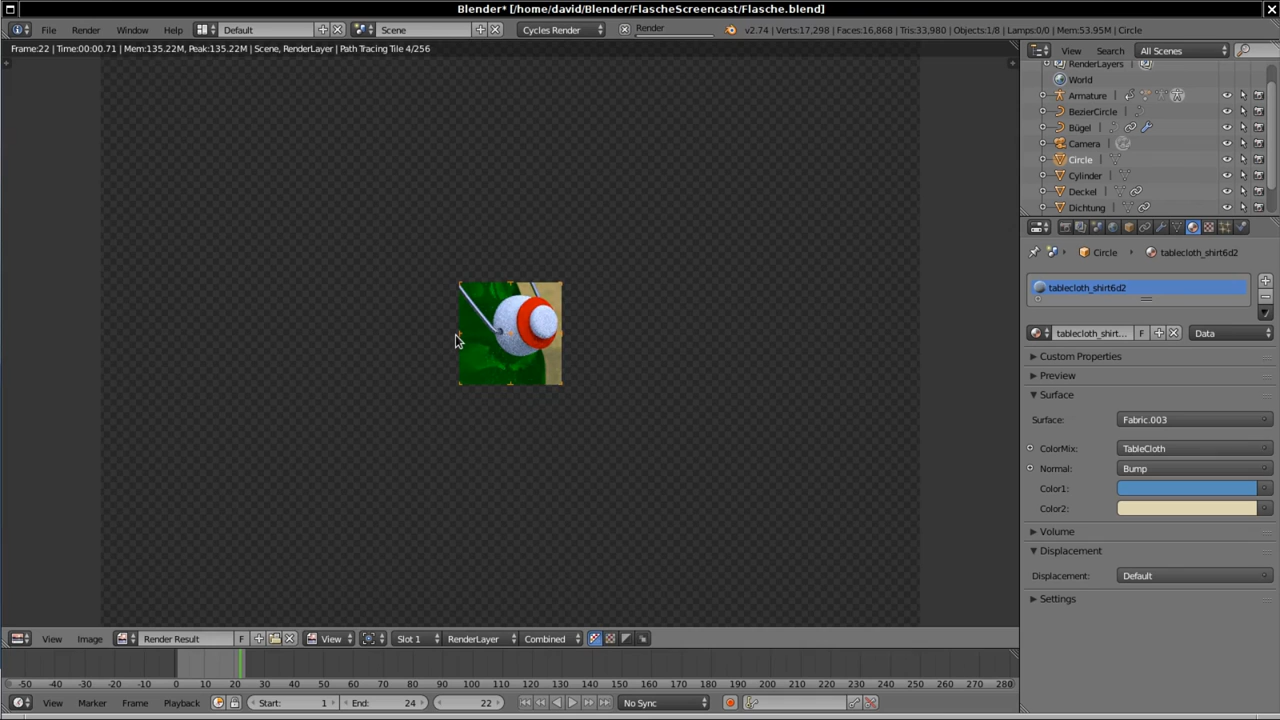 Blender* [/home/david/Blender/FlascheScreencast/Flasche.blend]
File Render Window Help Default Scene Cycles Render Render v2.74 | Verts:17,298 | Faces:16,868 | Tris:33,980 | Objects:1/8 | Lamps:0/0 | Mem:53.95M | Circle
Frame:22 | Time:00:00.71 | Mem:135.22M, Peak:135.22M | Scene, RenderLayer | Path Tracing Tile 4/256
View Search All Scenes
RenderLayers
World
Armature
BezierCircle
Bügel
Camera
Circle
Cylinder
Deckel
Dichtung
Circle tablecloth_shirt6d2
tablecloth_shirt6d2
tablecloth_shirt... F Data
Custom Properties
Preview
Surface
Surface: Fabric.003
ColorMix: TableCloth
Normal: Bump
Color1:
Color2:
Volume
Displacement
Displacement: Default
Settings
View Image Render Result F View Slot 1 RenderLayer Combined
-50 -40 -30 -20 -10 0 10 20 30 40 50 60 70 80 90 100 110 120 130 140 150 160 170 180 190 200 210 220 230 240 250 260 270 280
View Marker Frame Playback Start: 1 End: 24 22 No Sync